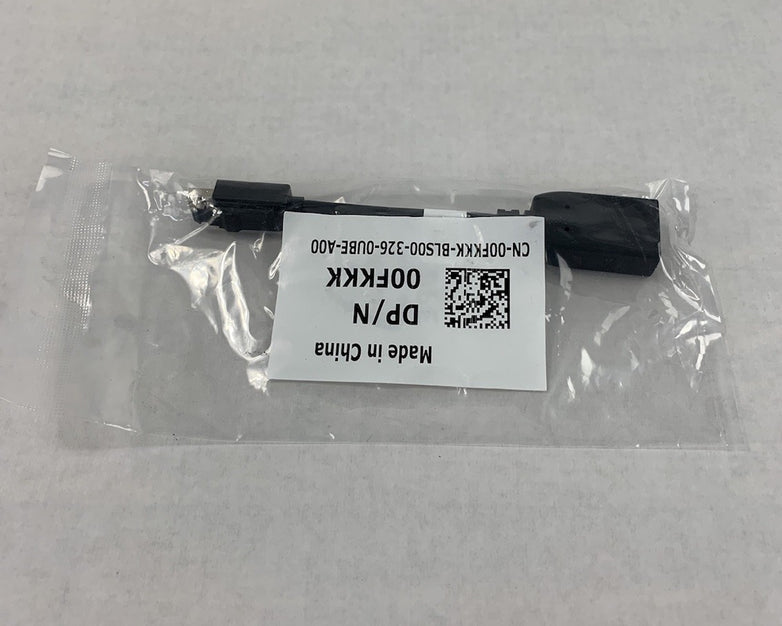 Made in China
DP/N
00FKKK
CN-00FKKK-BLS00-326-0UBE-A00